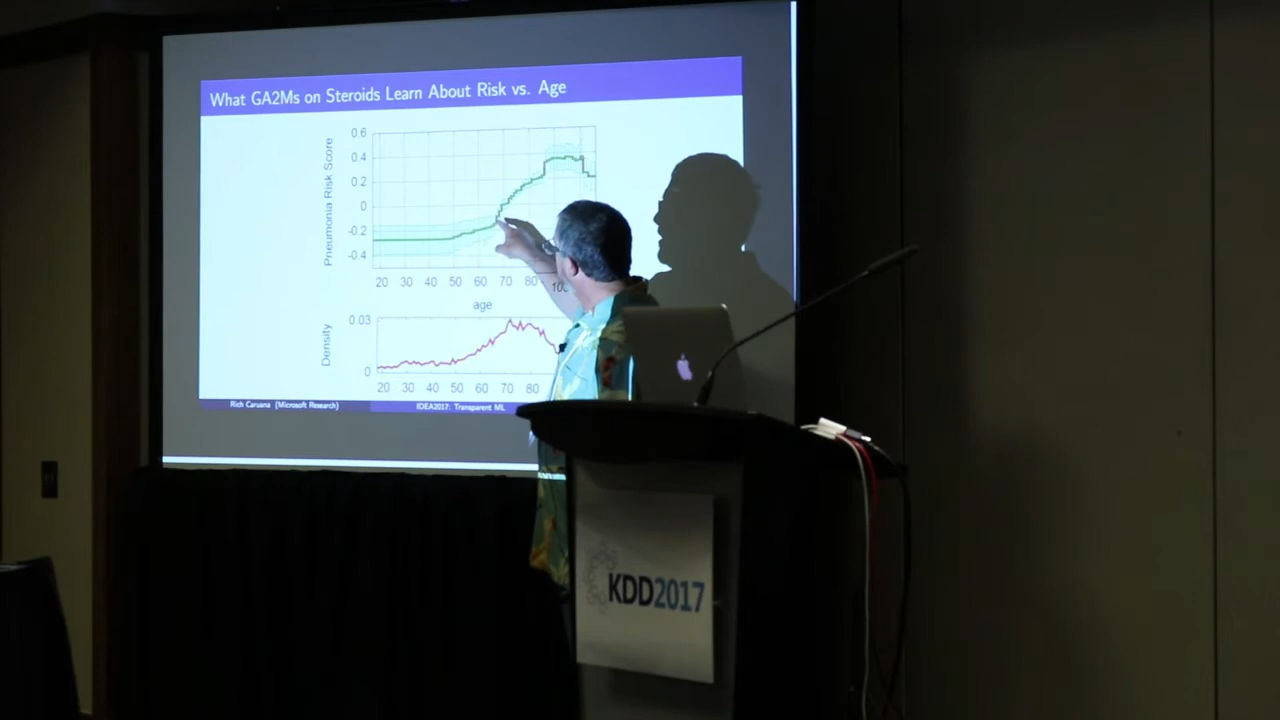 What GA2Ms on Steroids Learn About Risk vs. Age
Pneumonia Risk Score
0.6
0.4
0.2
0
-0.2
-0.4
20 30 40 50 60 70 80 100
age
Density
0.03
0
20 30 40 50 60 70 80
Rich Caruana (Microsoft Research) IDEA2017: Transparent ML
KDD2017